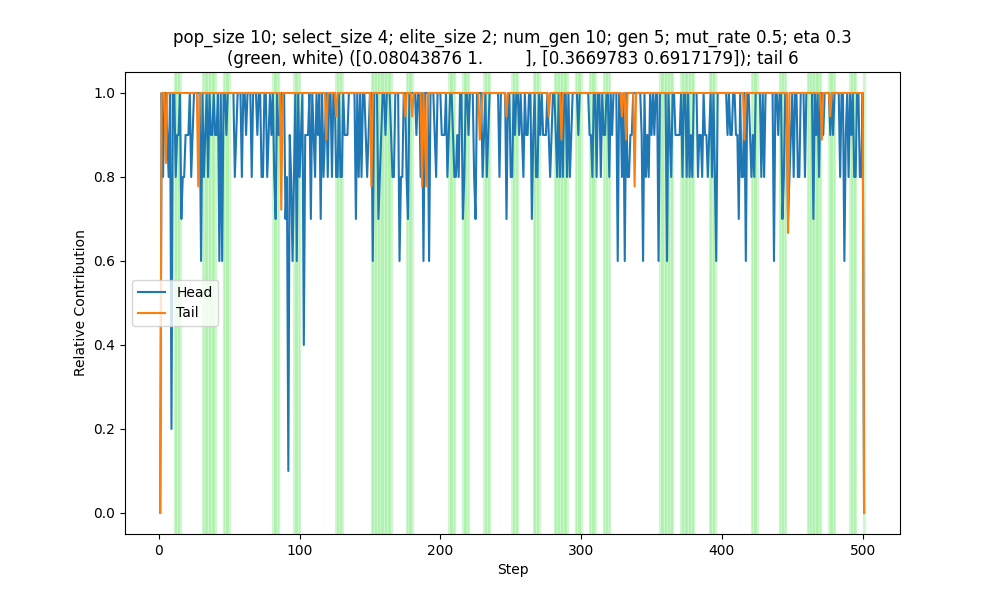 pop_size 10; select_size 4; elite_size 2; num_gen 10; gen 5; mut_rate 0.5; eta 0.3
(green, white) ([0.08043876 1.        ], [0.3669783 0.6917179]); tail 6
1.0
0.8
0.6
0.4
0.2
0.0
Relative Contribution
Head
Tail
0
100
200
300
400
500
Step